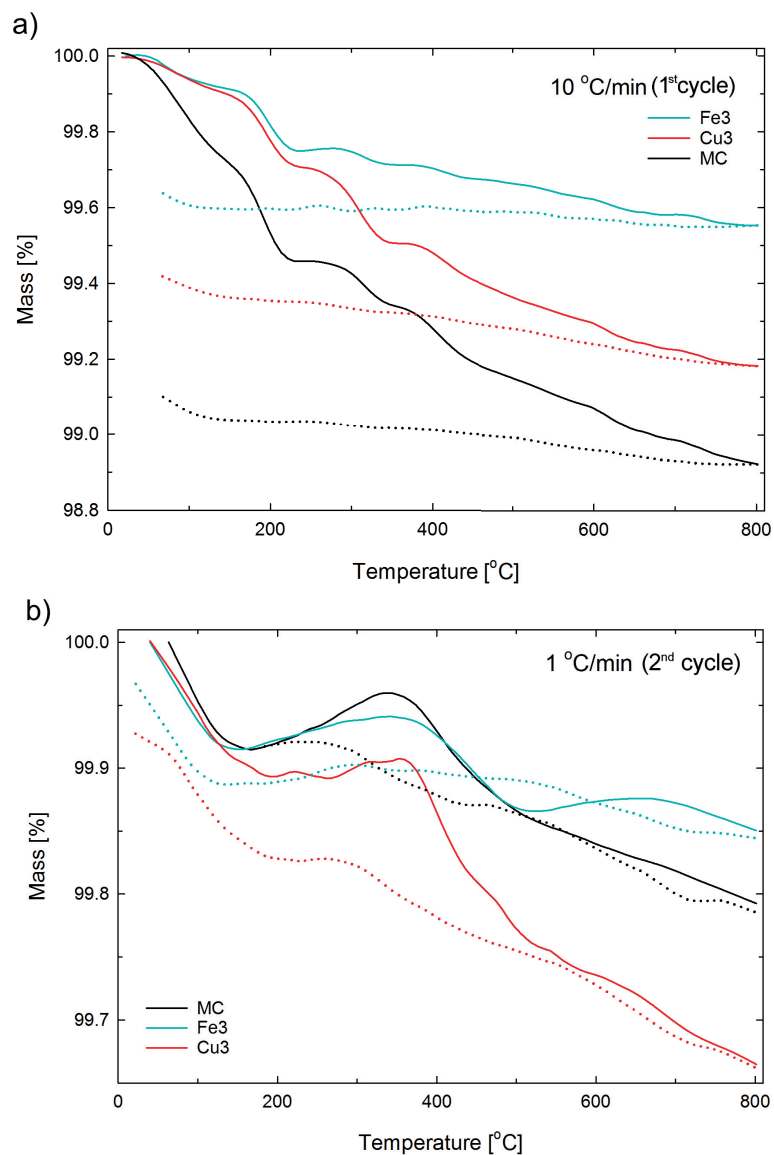 a)
100.0
10 °C/min (1stcycle)
Fe3
Cu3
MC
99.8
99.6
99.4
99.2
99.0
98.8
Mass [%]
0 200 400 600 800
Temperature [°C]
b)
100.0
1 °C/min (2nd cycle)
99.9
99.8
99.7
Mass [%]
MC
Fe3
Cu3
0 200 400 600 800
Temperature [°C]